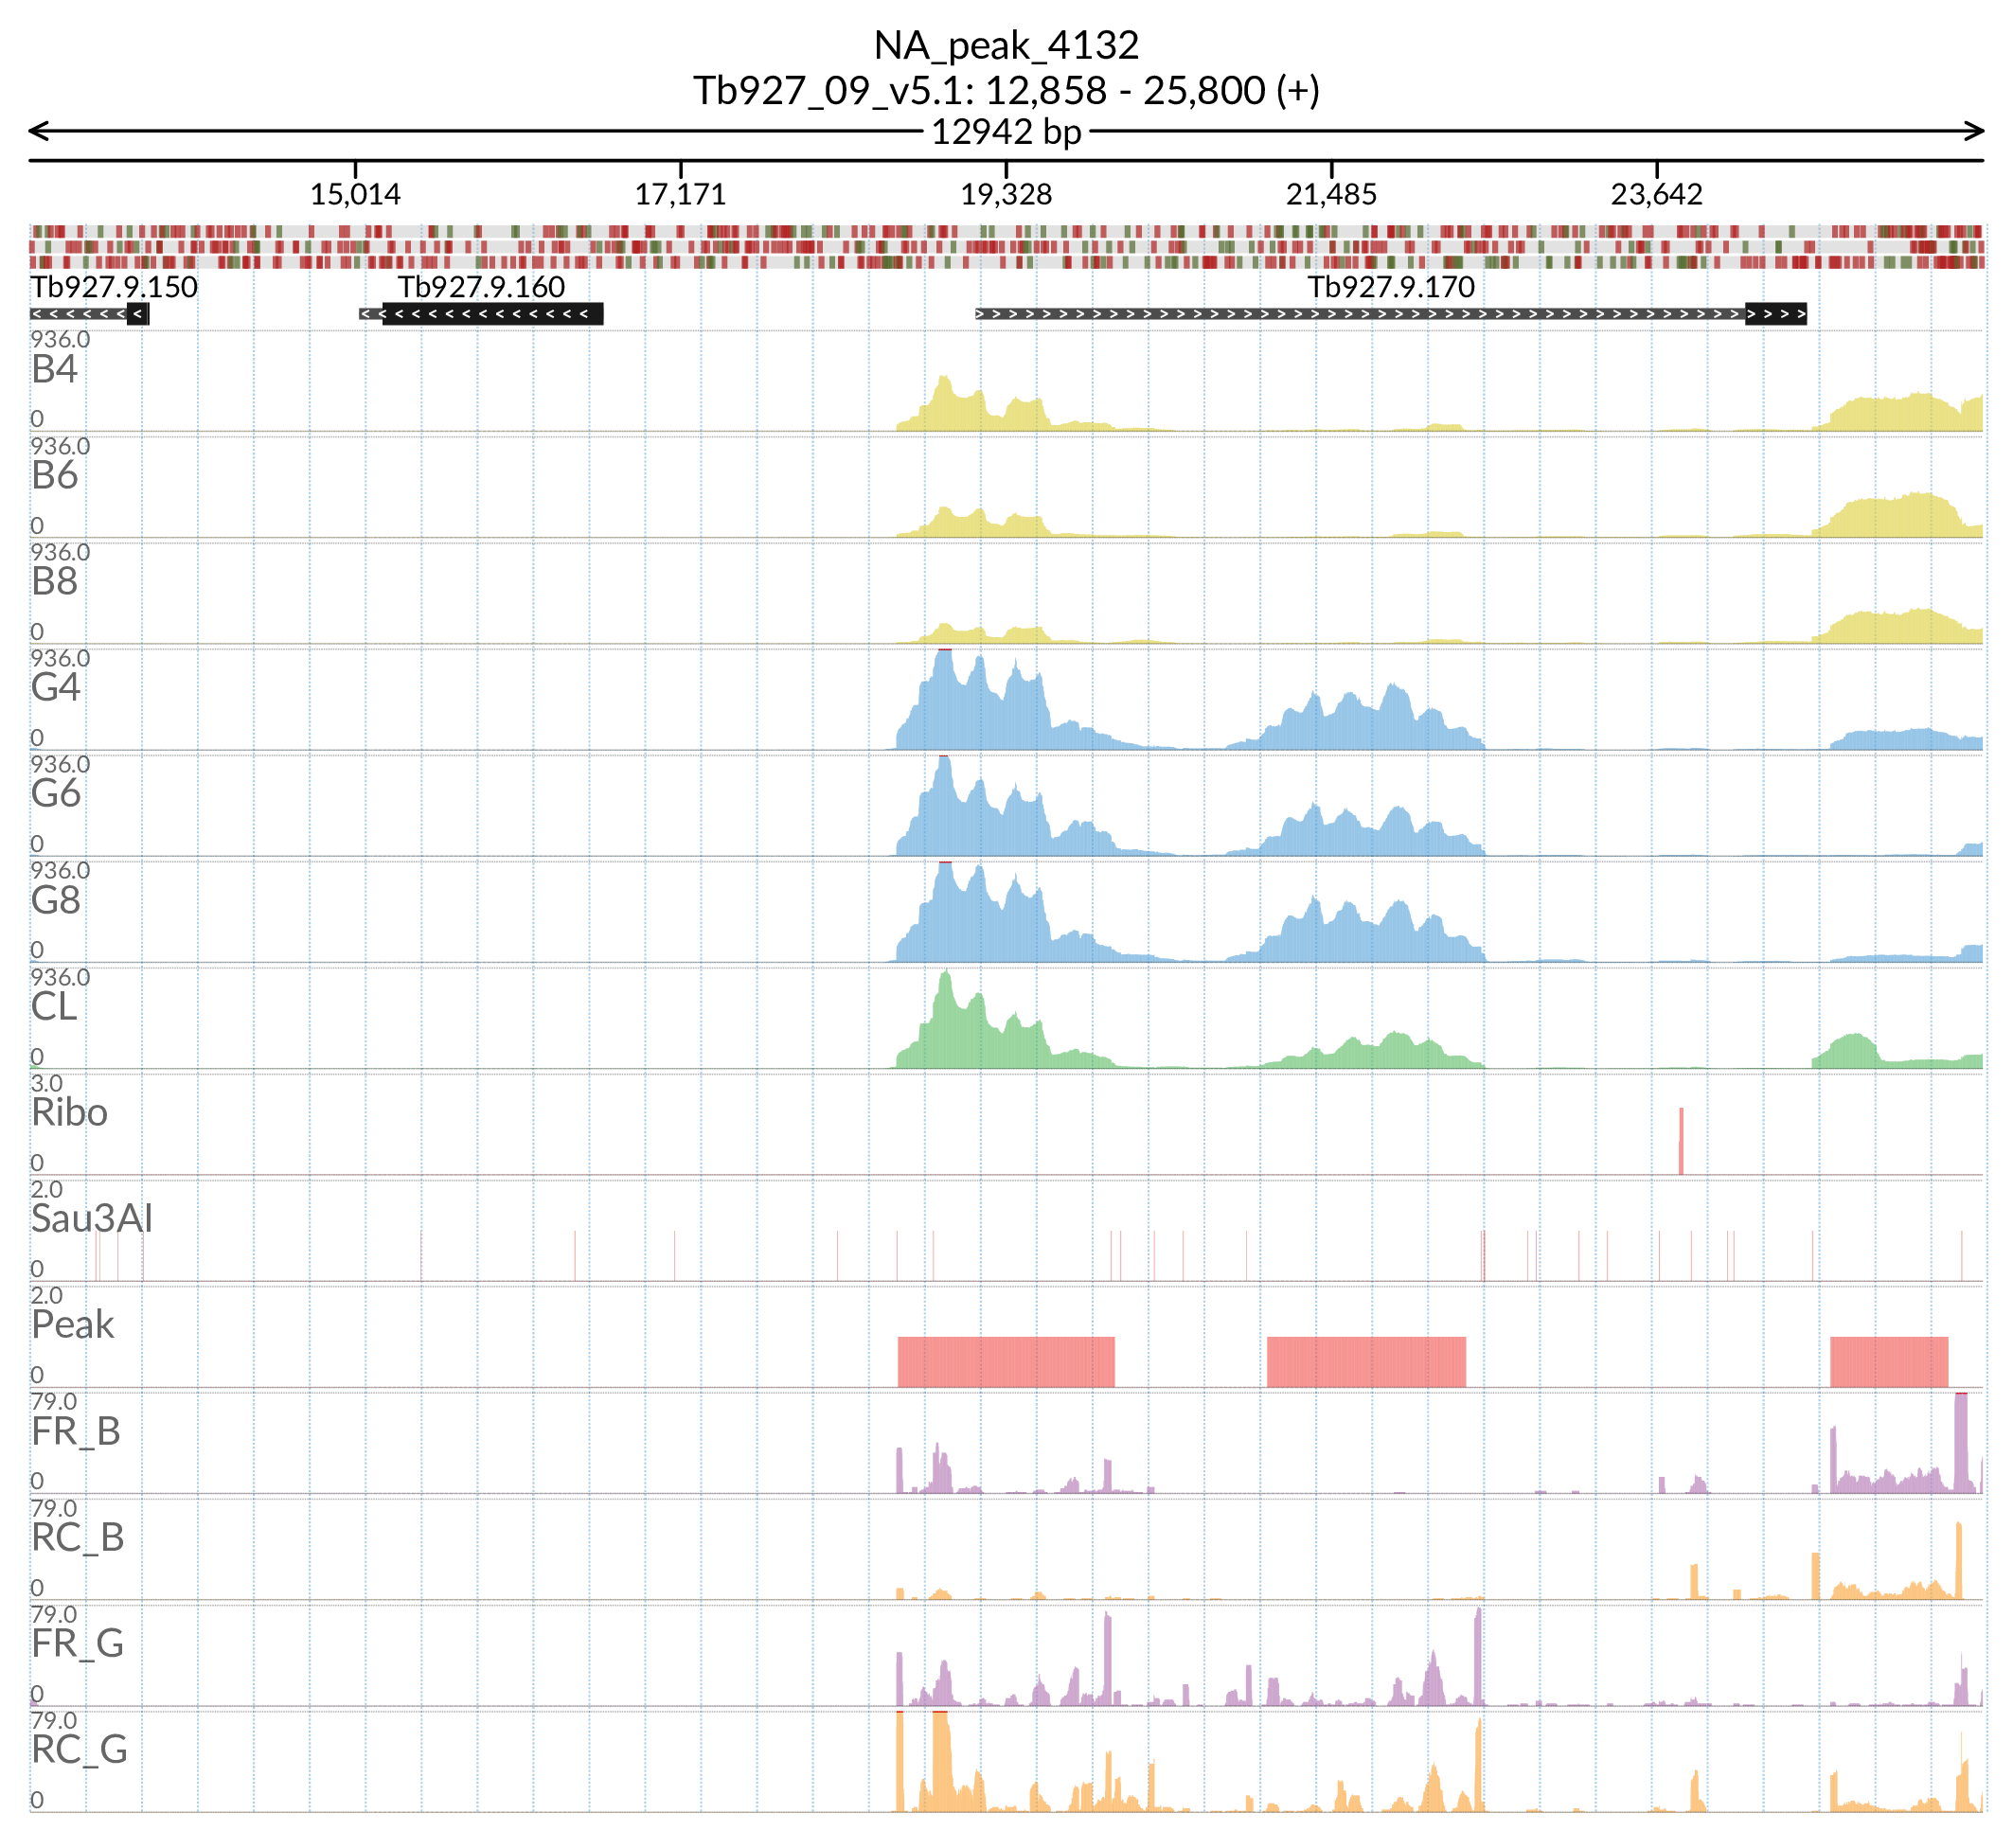 NA_peak_4132
Tb927_09_v5.1: 12,858 - 25,800 (+)
12942 bp
15,014 17,171 19,328 21,485 23,642
Tb927.9.150 Tb927.9.160 Tb927.9.170
936.0
B4
0
936.0
B6
0
936.0
B8
0
936.0
G4
0
936.0
G6
0
936.0
G8
0
936.0
CL
0
3.0
Ribo
0
2.0
Sau3AI
0
2.0
Peak
0
79.0
FR_B
0
79.0
RC_B
0
79.0
FR_G
0
79.0
RC_G
0